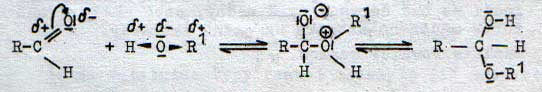 δ+ O δ-
R
H
+
δ+ δ- δ+
H O R¹
O ⊖
R¹
⊕
O
H
H
O H
R C H
O R¹